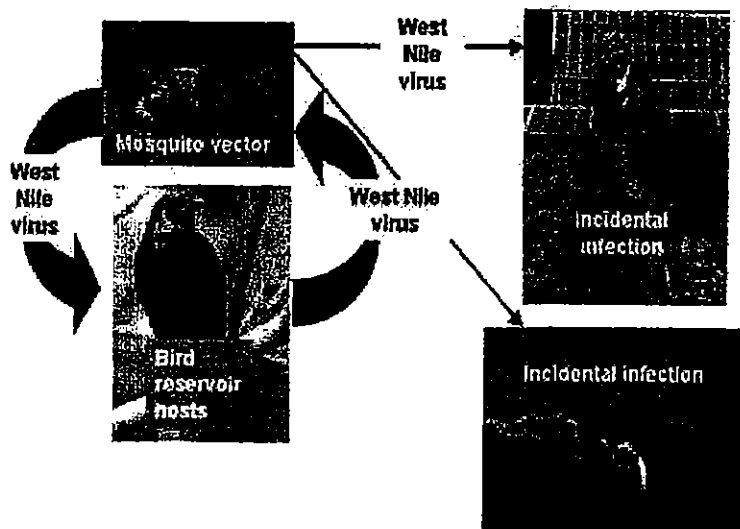 West
Nile
virus
Mosquito vector
West
Nile
virus
West Nile
virus
Incidental
infection
Bird
reservoir
hosts
Incidental infection